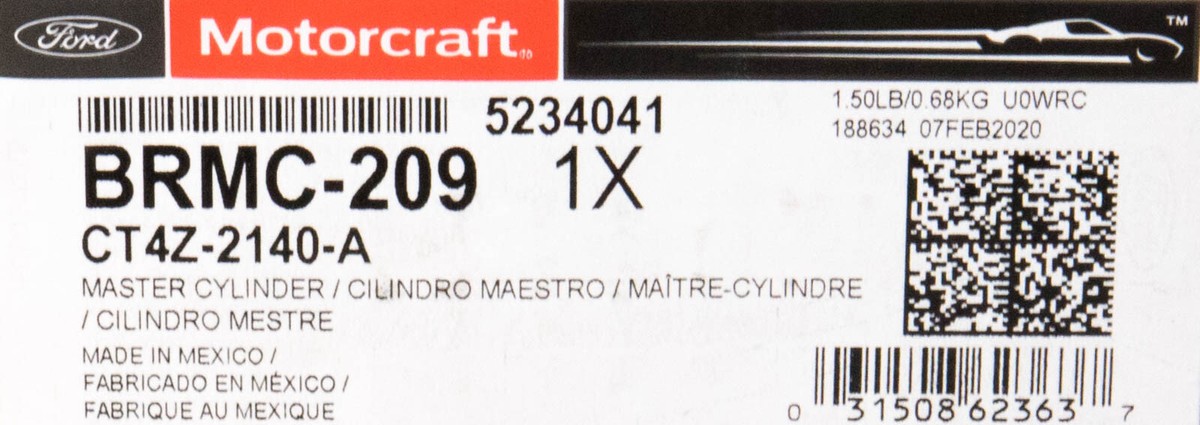 Ford
Motorcraft®
TM
5234041
1.50LB/0.68KG U0WRC
188634 07FEB2020
BRMC-209 1X
CT4Z-2140-A
MASTER CYLINDER / CILINDRO MAESTRO / MAÎTRE-CYLINDRE
/ CILINDRO MESTRE
MADE IN MEXICO /
FABRICADO EN MÉXICO /
FABRIQUE AU MEXIQUE
0 31508 62363 7